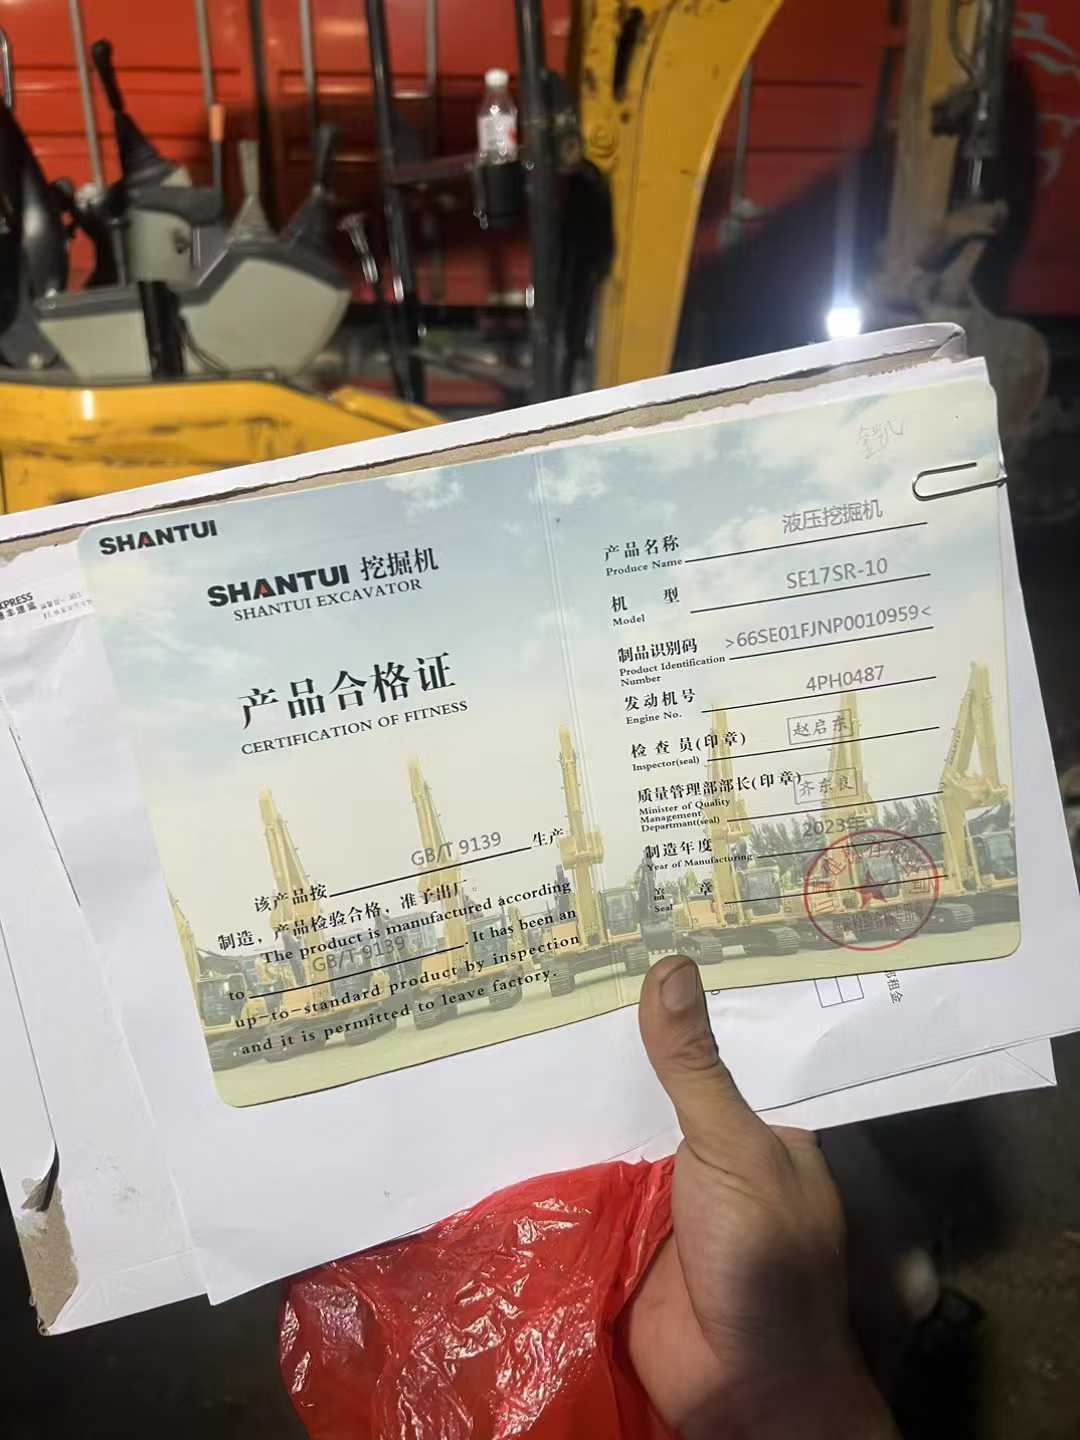 SHANTUI
SHANTUI 挖掘机
SHANTUI EXCAVATOR
产品合格证
CERTIFICATION OF FITNESS
该产品按 GB/T 9139 生产
制造，产品检验合格，准予出厂。
The product is manufactured according
to GB/T 9139 . It has been an
up-to-standard product by inspection
and it is permitted to leave factory.
产品名称 液压挖掘机
Produce Name
机 型 SE17SR-10
Model
制品识别码 >66SE01FJNP0010959<
Product Identification
Number
发动机号 4PH0487
Engine No.
检查员(印章) 赵启东
Inspector(seal)
质量管理部部长(印章) 齐东良
Minister of Quality
Management
Department(seal)
制造年度 2023年
Year of Manufacturing
盖 章
Seal
XPRESS
部租金